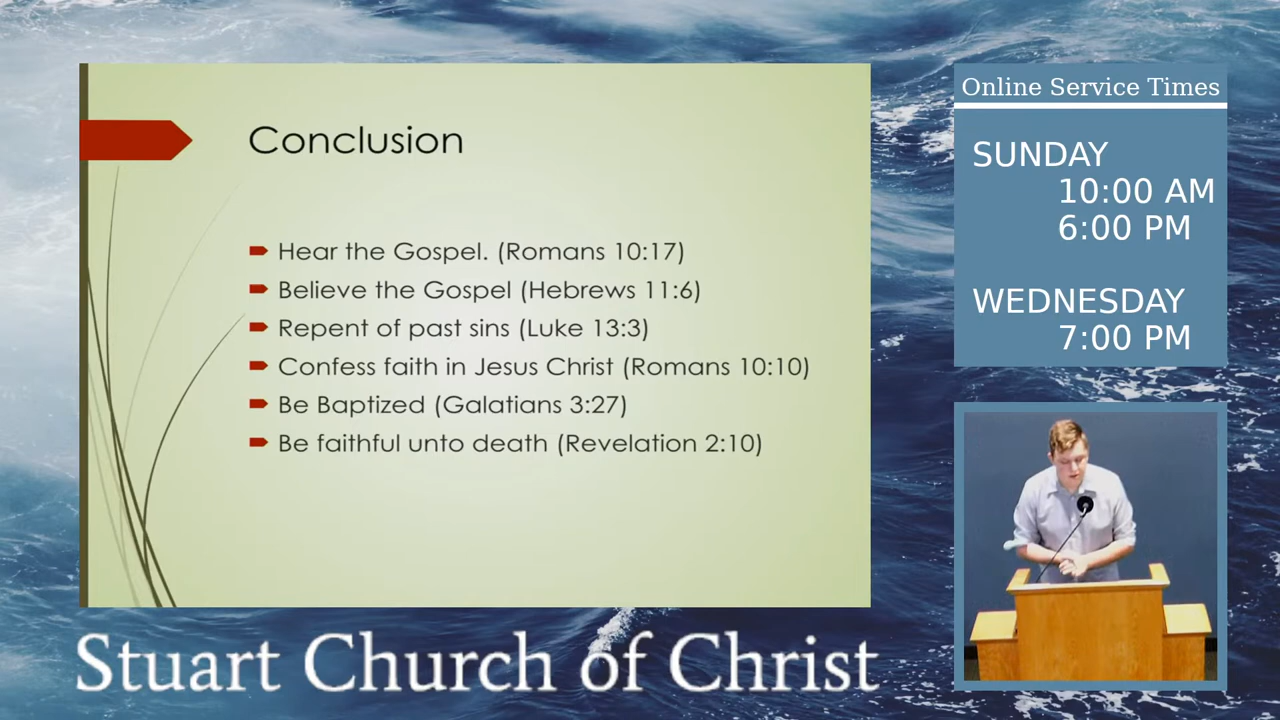 Conclusion
Hear the Gospel. (Romans 10:17)
Believe the Gospel (Hebrews 11:6)
Repent of past sins (Luke 13:3)
Confess faith in Jesus Christ (Romans 10:10)
Be Baptized (Galatians 3:27)
Be faithful unto death (Revelation 2:10)
Stuart Church of Christ
Online Service Times
SUNDAY
10:00 AM
6:00 PM
WEDNESDAY
7:00 PM